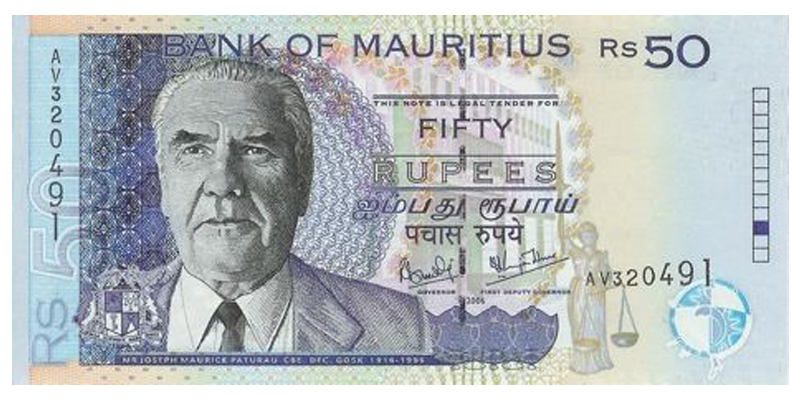 BANK OF MAURITIUS
Rs 50
AV320491
THIS NOTE IS LEGAL TENDER FOR
FIFTY
RUPEES
ஐம்பது ரூபாய்
पचास रुपये
GOVERNOR
FIRST DEPUTY GOVERNOR
2006
AV320491
Rs 50
MR JOSEPH MAURICE PATURAU CBE. DFC. GOSK 1916-1996